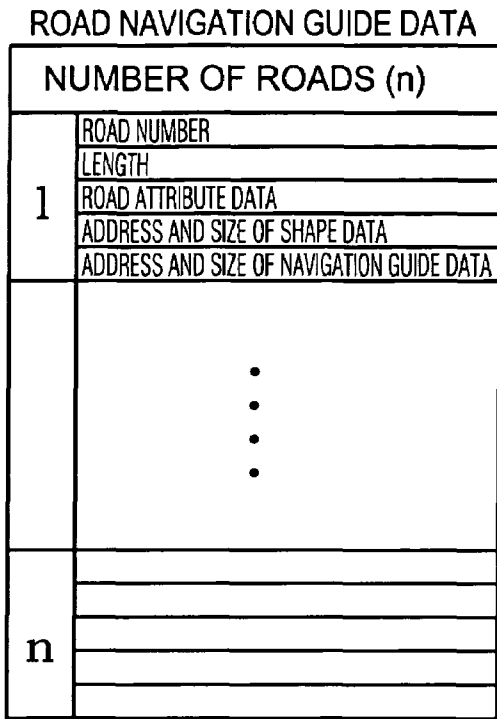 ROAD NAVIGATION GUIDE DATA
NUMBER OF ROADS (n)
1
ROAD NUMBER
LENGTH
ROAD ATTRIBUTE DATA
ADDRESS AND SIZE OF SHAPE DATA
ADDRESS AND SIZE OF NAVIGATION GUIDE DATA
n